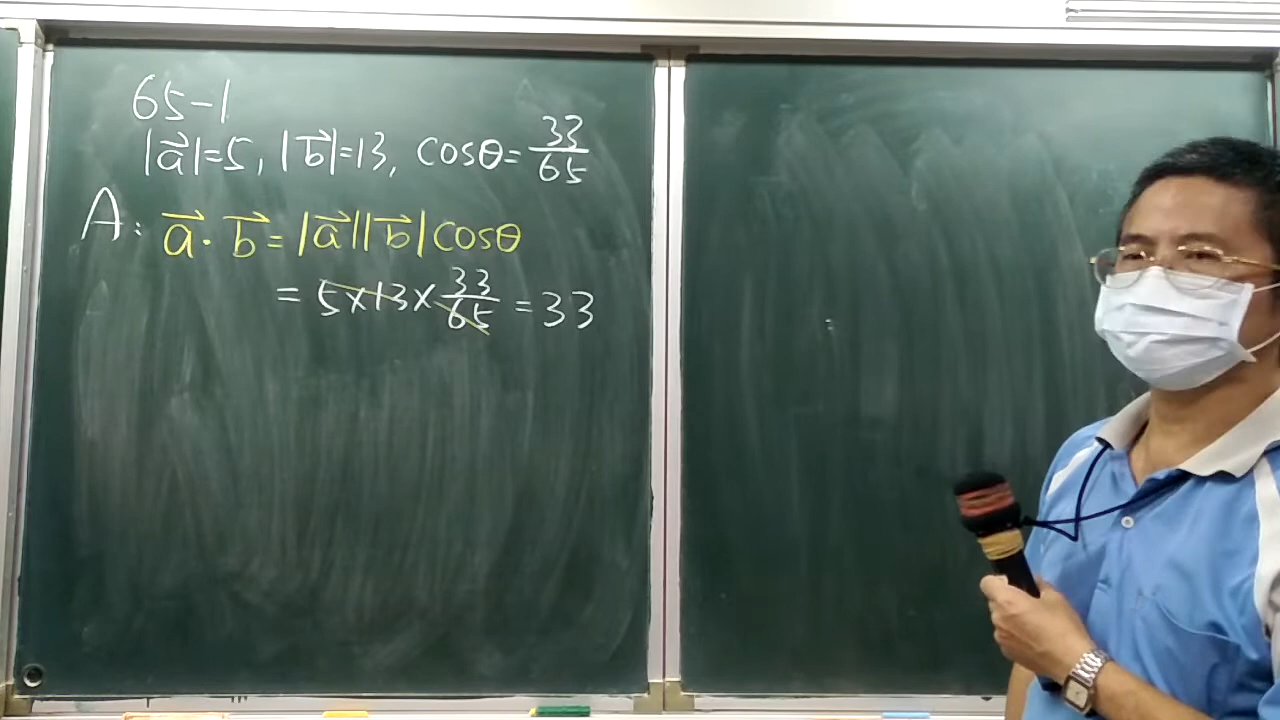 65-1
|a⃗|=5, |b⃗|=13, cosθ=33/65
A: a⃗·b⃗=|a⃗||b⃗|cosθ
=5×13×33/65=33